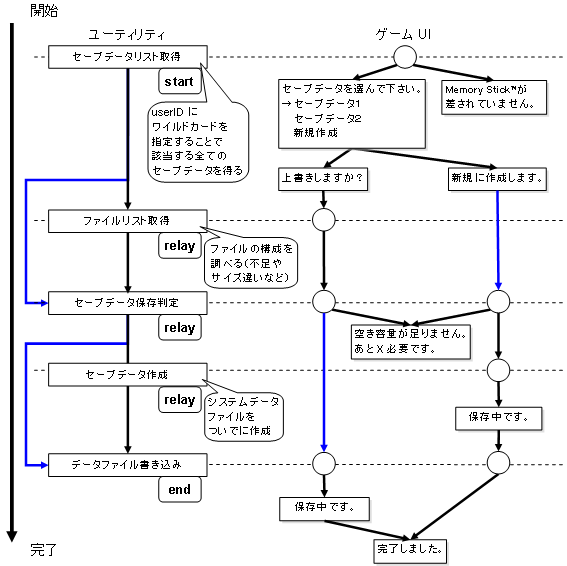 開始
ユーティリティ
ゲーム UI
セーブデータリスト取得
start
userID に
ワイルドカードを
指定することで
該当する全ての
セーブデータを得る
セーブデータを選んで下さい。
→ セーブデータ1
セーブデータ2
新規作成
Memory Stick™が
差されていません。
上書きしますか?
新規に作成します。
ファイルリスト取得
relay
ファイルの構成を
調べる(不足や
サイズ違いなど)
セーブデータ保存判定
relay
空き容量が足りません。
あとX 必要です。
セーブデータ作成
relay
システムデータ
ファイルを
ついでに作成
保存中です。
データファイル書き込み
end
保存中です。
完了しました。
完了